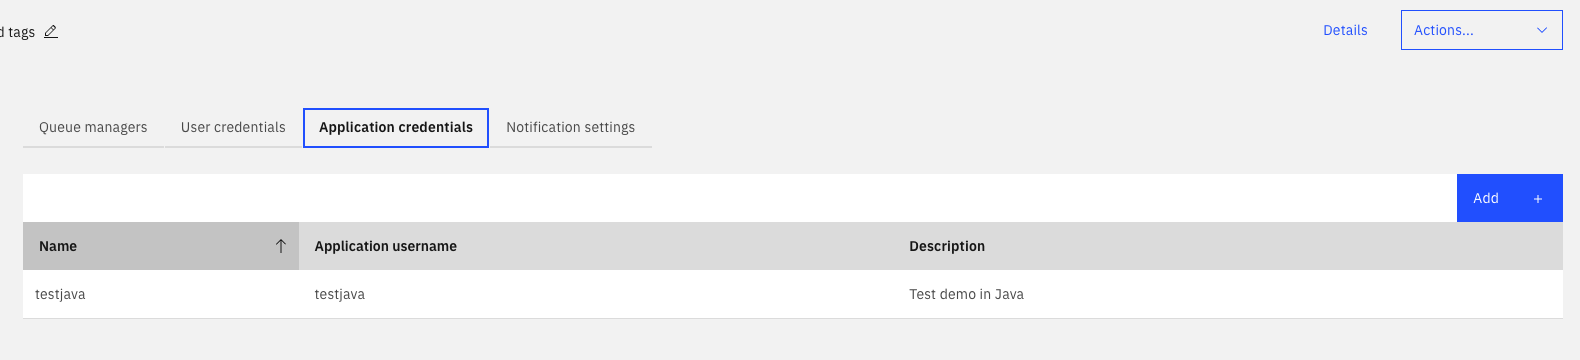 d tags
Details
Actions...
Queue managers
User credentials
Application credentials
Notification settings
Add +
Name
Application username
Description
testjava
testjava
Test demo in Java